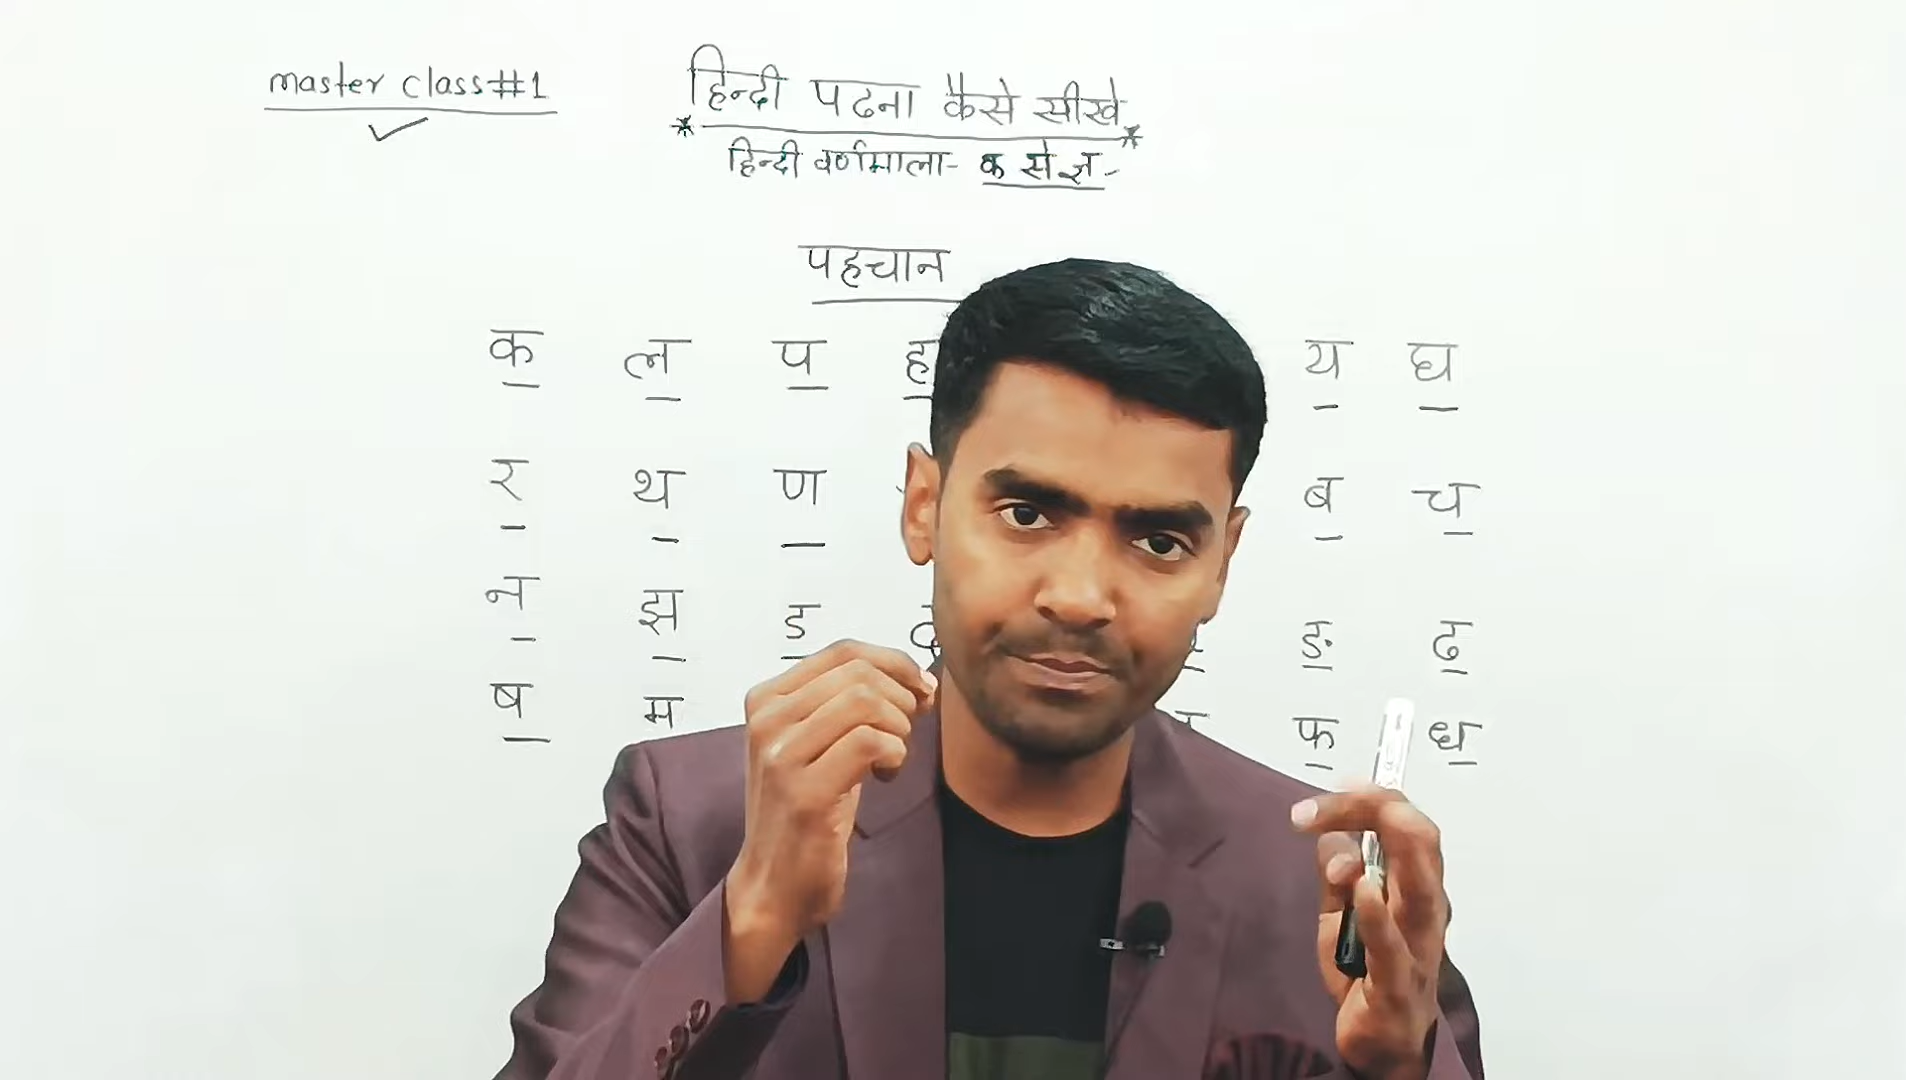 master class#1
हिन्दी पढना कैसे सीखे
* *
हिन्दी वर्णमाला- क से ज्ञ-
पहचान
क ल प ह य घ
र थ ण ब च
न झ ड ङ ढ
ष म फ ध